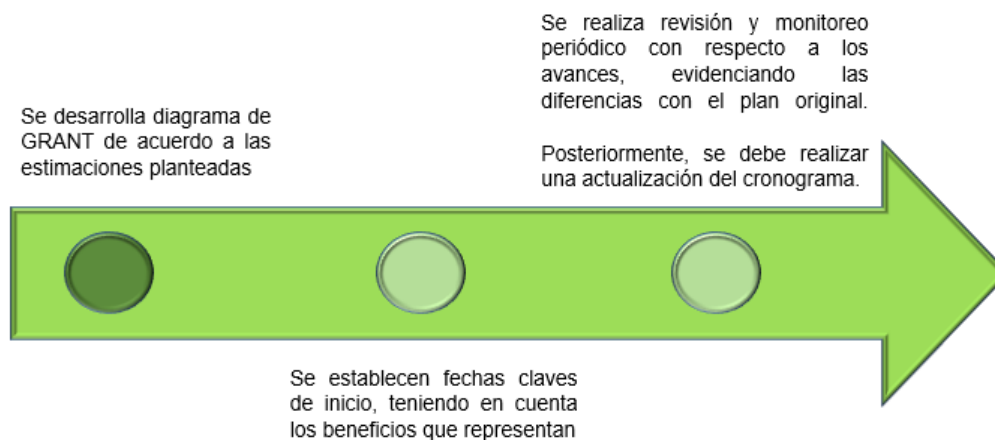 Se desarrolla diagrama de
GRANT de acuerdo a las
estimaciones planteadas
Se establecen fechas claves
de inicio, teniendo en cuenta
los beneficios que representan
Se realiza revisión y monitoreo
periódico con respecto a los
avances, evidenciando las
diferencias con el plan original.
Posteriormente, se debe realizar
una actualización del cronograma.